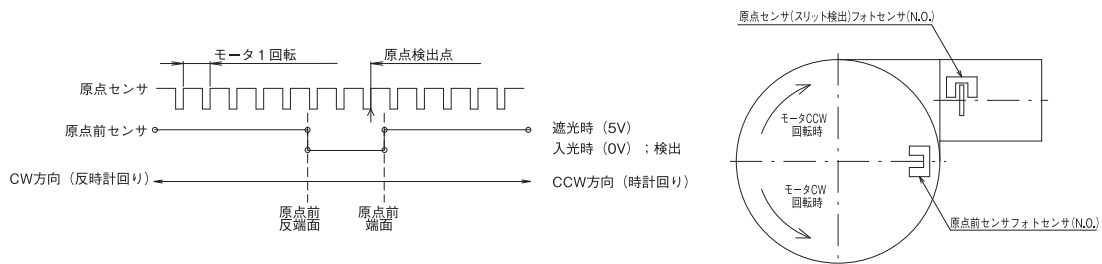 モータ1回転
原点検出点
原点センサ
原点前センサ
遮光時（5V）
入光時（0V）；検出
CW方向（反時計回り）
CCW方向（時計回り）
原点前
反端面
原点前
端面
原点センサ(スリット検出)フォトセンサ(N.O.)
モータCCW
回転時
モータCW
回転時
原点前センサフォトセンサ(N.O.)